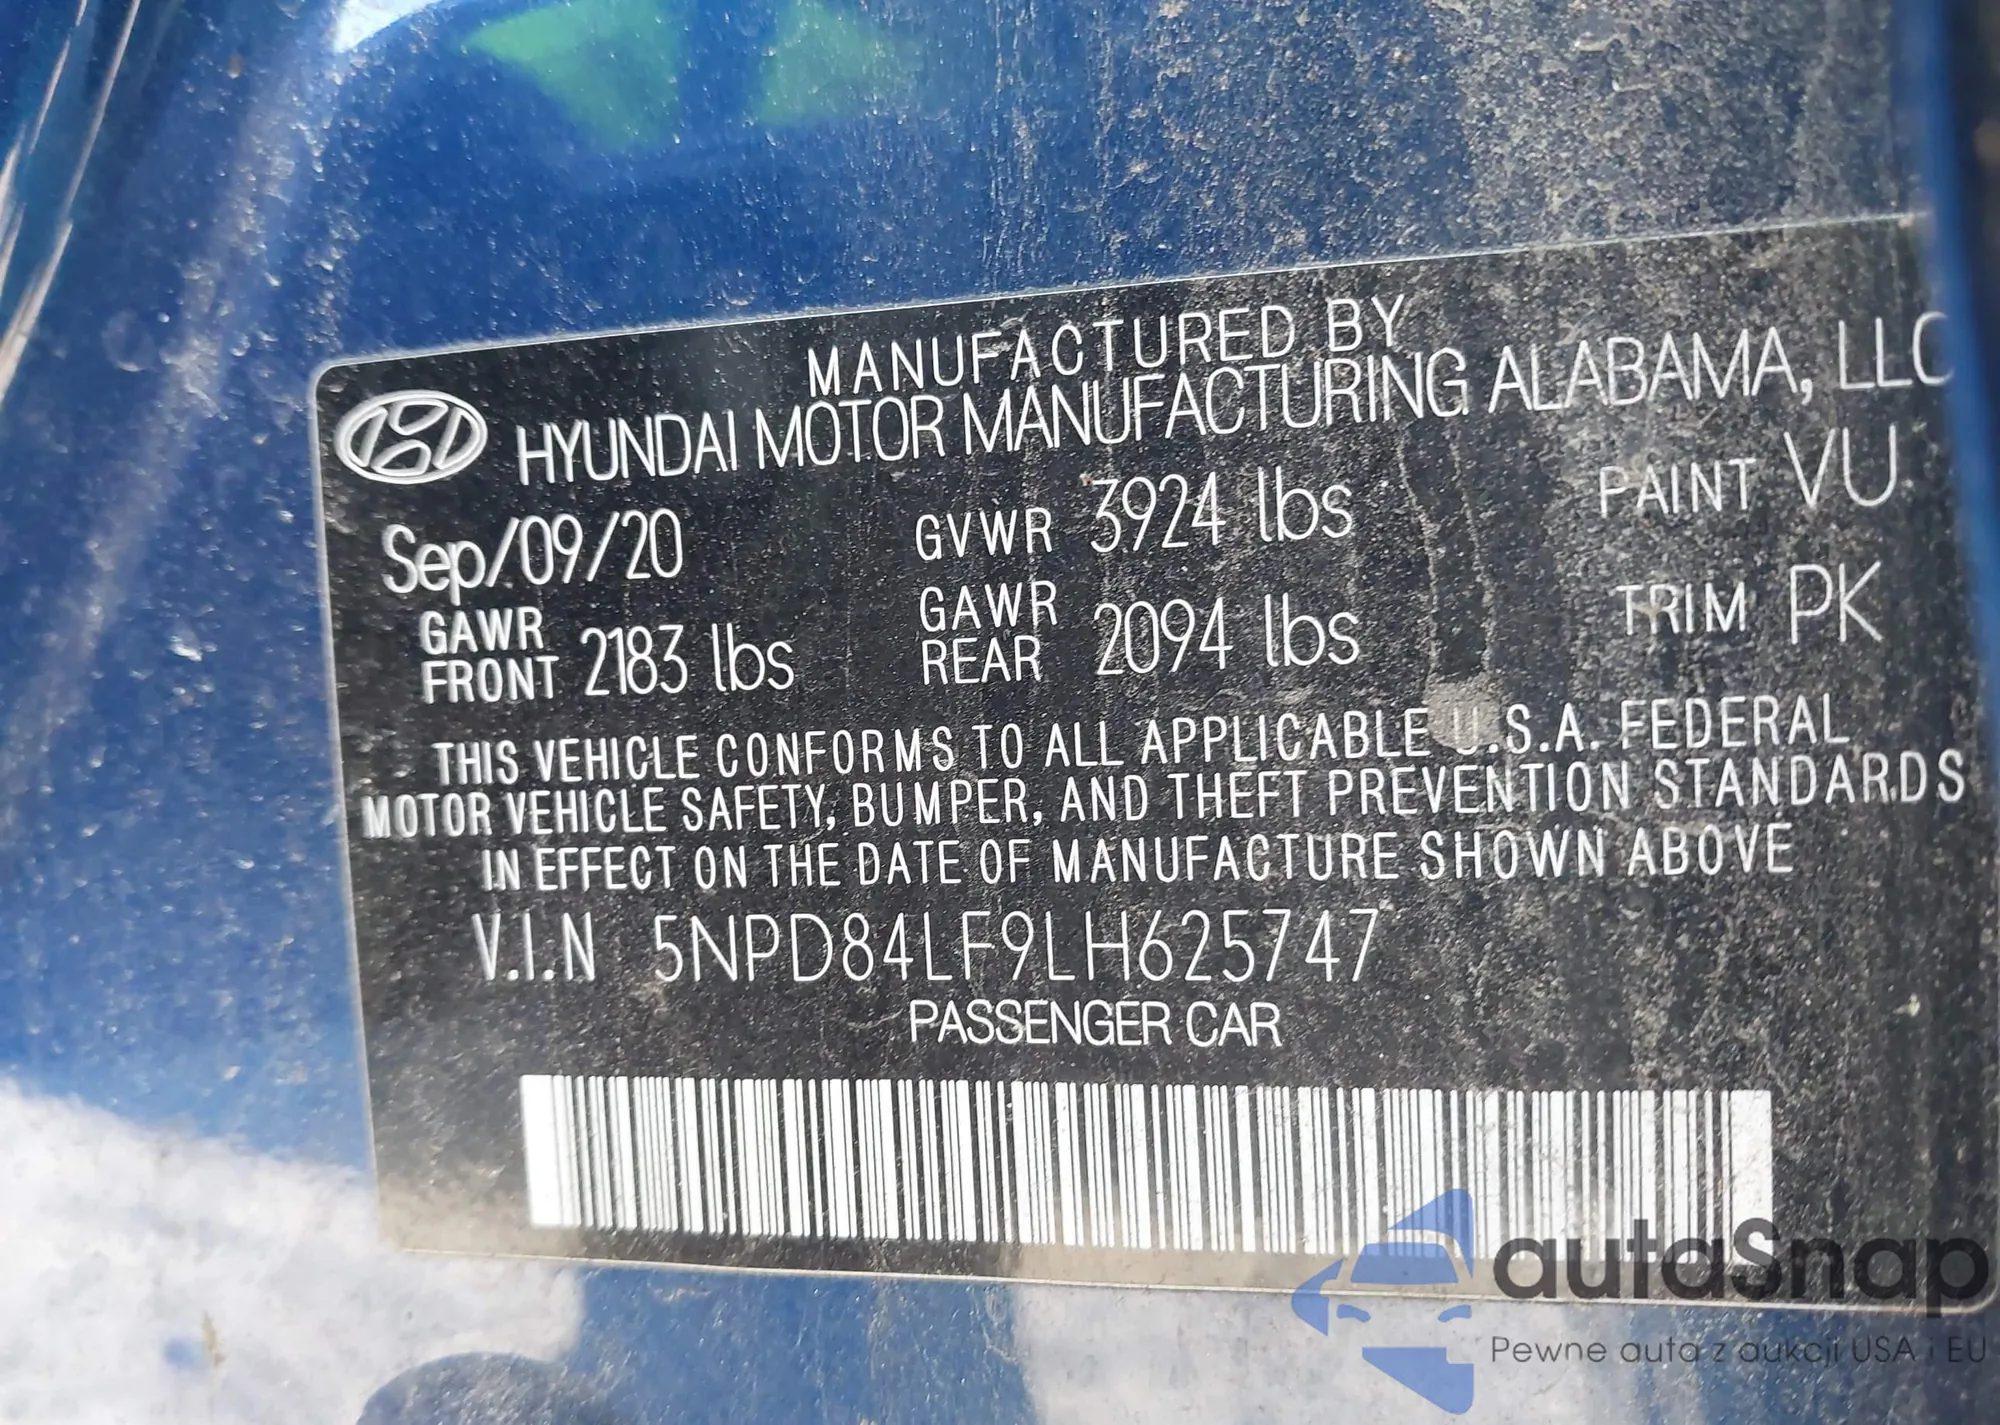 MANUFACTURED BY
HYUNDAI MOTOR MANUFACTURING ALABAMA, LLC
Sep/09/20 GVWR 3924 lbs PAINT VU
GAWR FRONT 2183 lbs GAWR REAR 2094 lbs TRIM PK
THIS VEHICLE CONFORMS TO ALL APPLICABLE U.S.A. FEDERAL
MOTOR VEHICLE SAFETY, BUMPER, AND THEFT PREVENTION STANDARDS
IN EFFECT ON THE DATE OF MANUFACTURE SHOWN ABOVE
V.I.N 5NPD84LF9LH625747
PASSENGER CAR
autaSnap
Pewne auta z aukcji USA i EU